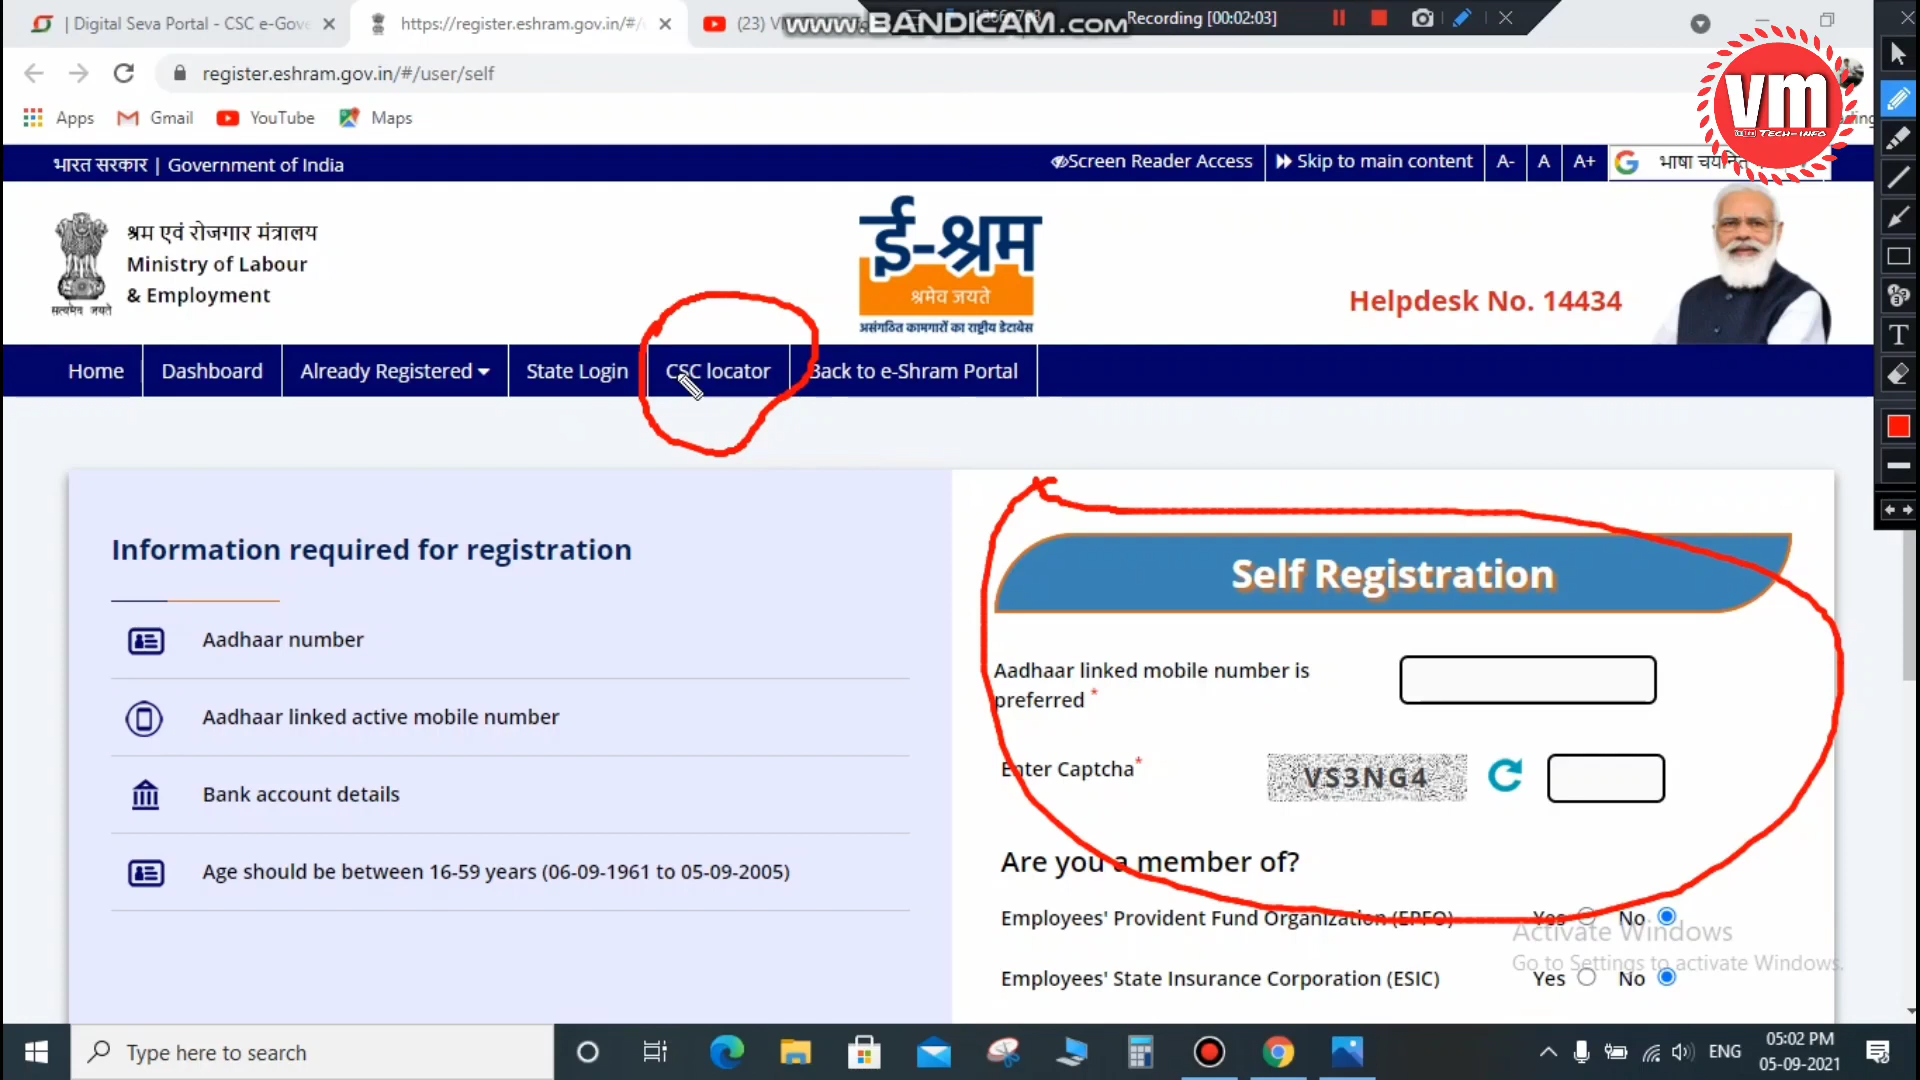 | Digital Seva Portal - CSC e-Gove
https://register.eshram.gov.in/#/u
(23) V
www.BANDICAM.com
Recording [00:02:03]
register.eshram.gov.in/#/user/self
Apps
Gmail
YouTube
Maps
vm
Tech-info
भारत सरकार | Government of India
Screen Reader Access
Skip to main content
A-
A
A+
भाषा
श्रम एवं रोजगार मंत्रालय
Ministry of Labour
& Employment
सत्यमेव जयते
ई-श्रम
श्रमेव जयते
असंगठित कामगारों का राष्ट्रीय डेटाबेस
Helpdesk No. 14434
Home
Dashboard
Already Registered
State Login
CSC locator
Back to e-Shram Portal
Information required for registration
Aadhaar number
Aadhaar linked active mobile number
Bank account details
Age should be between 16-59 years (06-09-1961 to 05-09-2005)
Self Registration
Aadhaar linked mobile number is
preferred *
Enter Captcha*
VS3NG4
Are you a member of?
Employees' Provident Fund Organization (EPFO)
Yes
No
Employees' State Insurance Corporation (ESIC)
Yes
No
Activate Windows
Go to Settings to activate Windows.
Type here to search
ENG
05:02 PM
05-09-2021